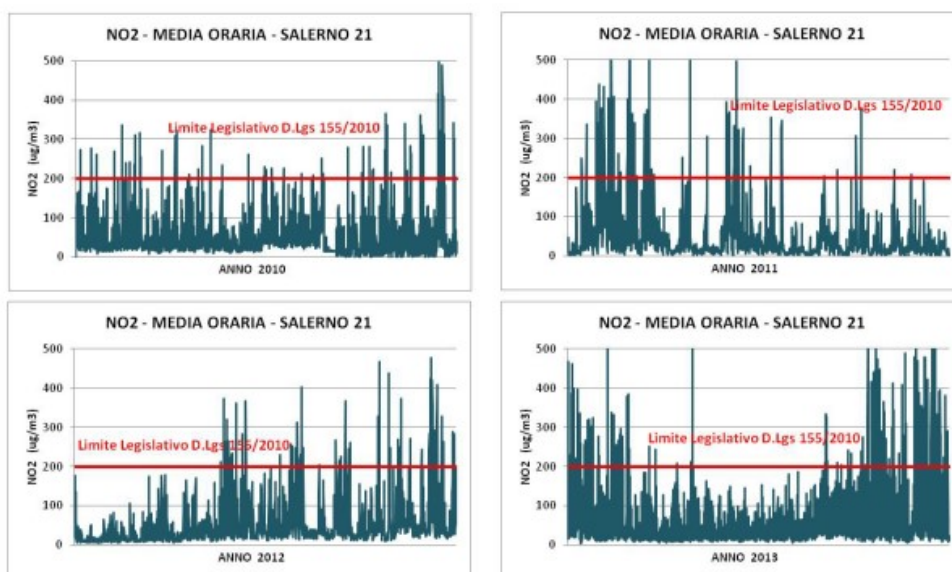 NO2 - MEDIA ORARIA - SALERNO 21
500
400
300
200
100
0
NO2 (ug/m3)
Limite Legislativo D.Lgs 155/2010
ANNO 2010
NO2 - MEDIA ORARIA - SALERNO 21
500
400
300
200
100
0
NO2 (ug/m3)
Limite Legislativo D.Lgs 155/2010
ANNO 2011
NO2 - MEDIA ORARIA - SALERNO 21
500
400
300
200
100
0
NO2 (ug/m3)
Limite Legislativo D.Lgs 155/2010
ANNO 2012
NO2 - MEDIA ORARIA - SALERNO 21
500
400
300
200
100
0
NO2 (ug/m3)
Limite Legislativo D.Lgs 155/2010
ANNO 2013